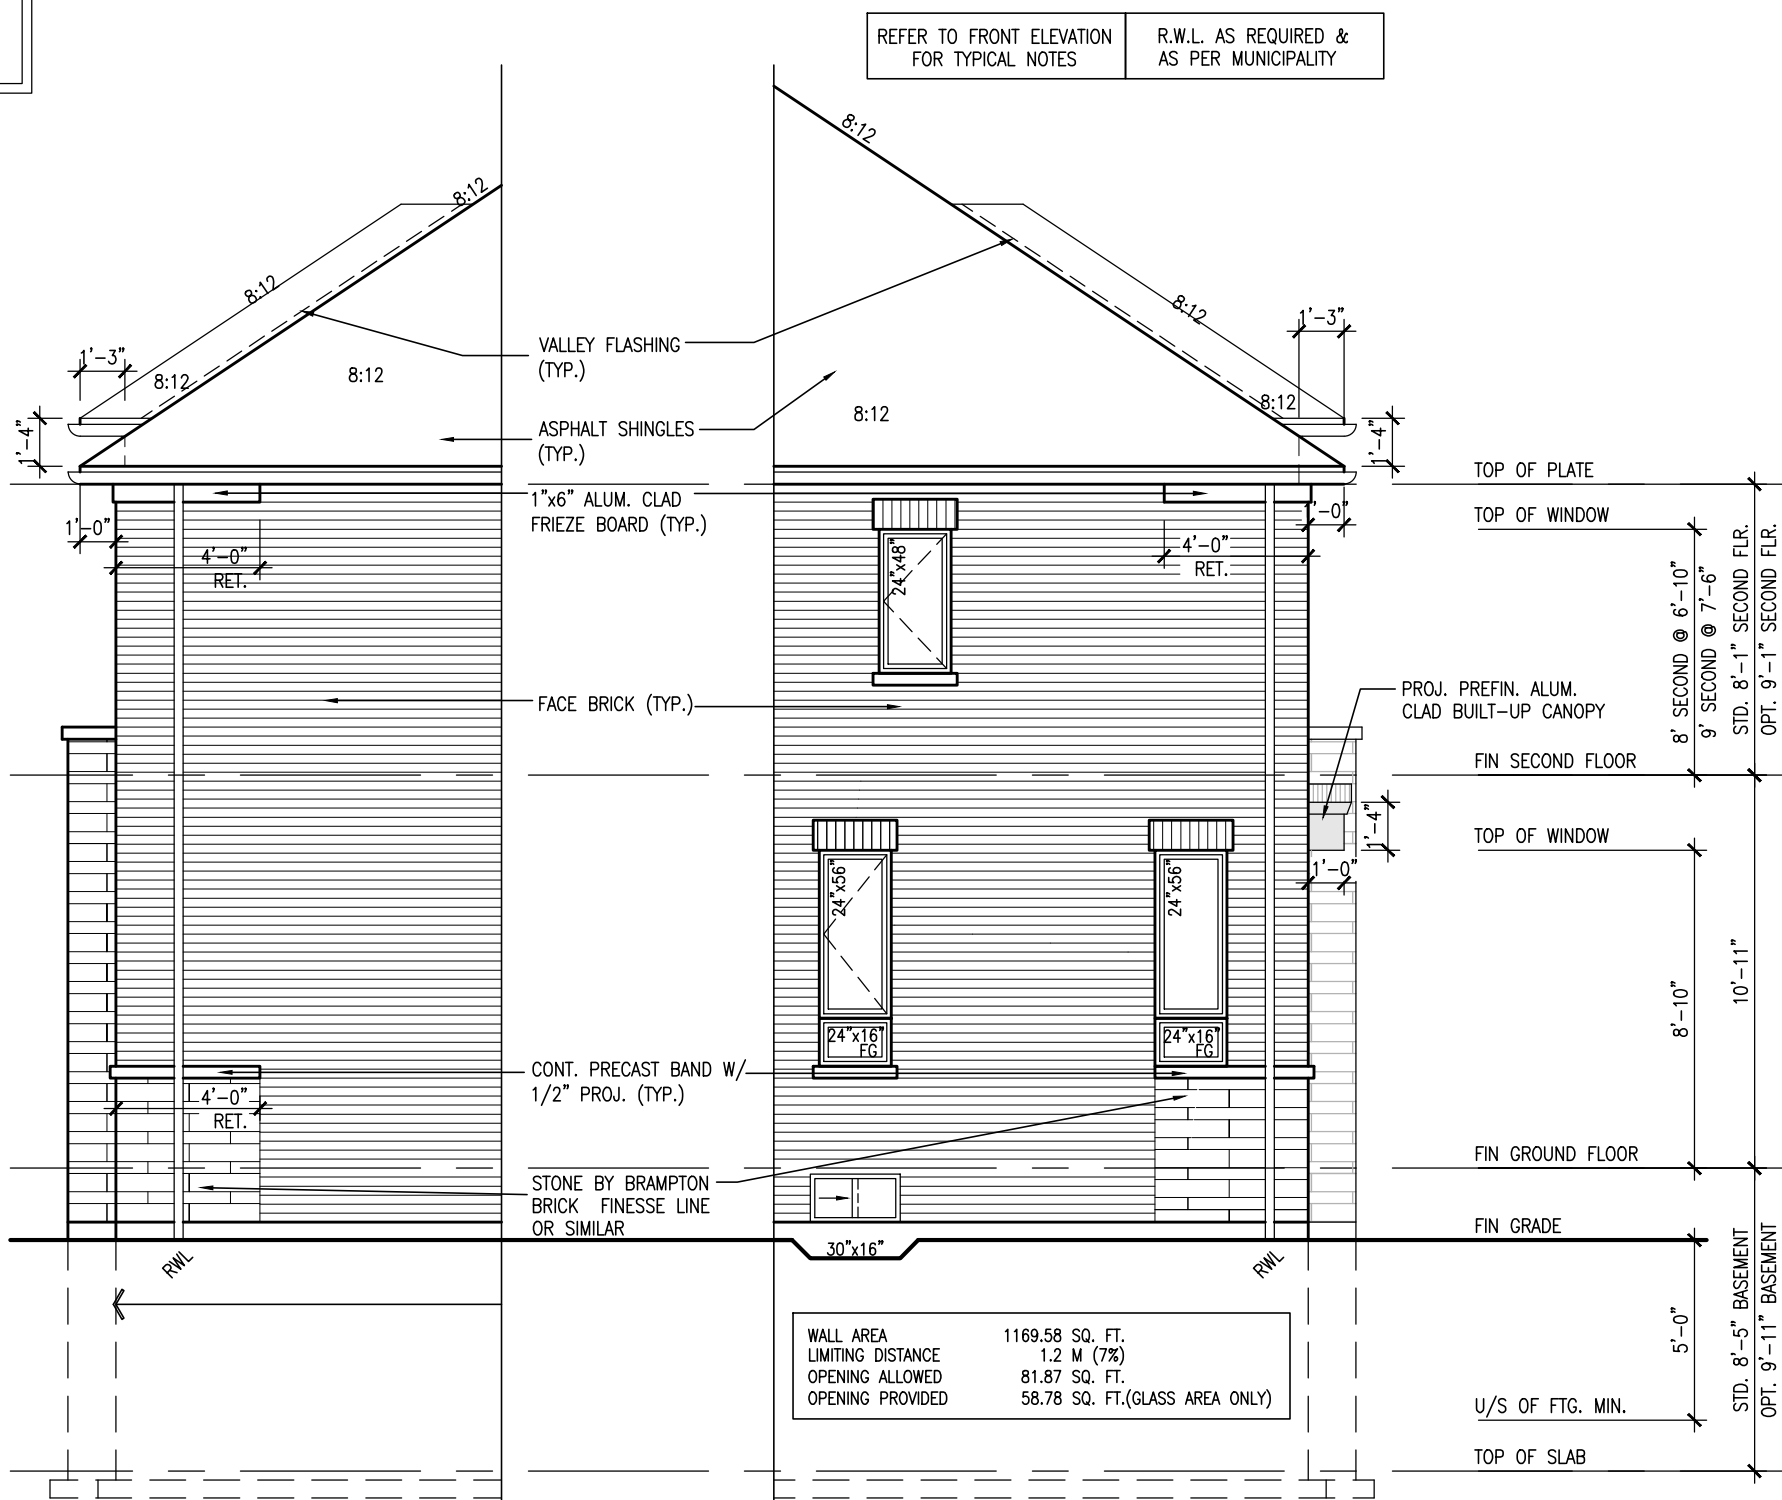 REFER TO FRONT ELEVATION
FOR TYPICAL NOTES
R.W.L. AS REQUIRED &
AS PER MUNICIPALITY
8:12
8:12
8:12
8:12
1'-3"
1'-3"
VALLEY FLASHING
(TYP.)
8:12
8:12
8:12
8:12
1'-4"
1'-4"
ASPHALT SHINGLES
(TYP.)
TOP OF PLATE
1"x6" ALUM. CLAD
FRIEZE BOARD (TYP.)
1'-0"
1'-0"
TOP OF WINDOW
4'-0"
RET.
24"x48"
4'-0"
RET.
8' SECOND @ 6'-10"
9' SECOND @ 7'-6"
STD. 8'-1" SECOND FLR.
OPT. 9'-1" SECOND FLR.
FACE BRICK (TYP.)
PROJ. PREFIN. ALUM.
CLAD BUILT-UP CANOPY
FIN SECOND FLOOR
1'-4"
TOP OF WINDOW
1'-0"
24"x56"
24"x56"
8'-10"
10'-11"
24"x16"
FG
24"x16"
FG
CONT. PRECAST BAND W/
1/2" PROJ. (TYP.)
4'-0"
RET.
FIN GROUND FLOOR
STONE BY BRAMPTON
BRICK FINESSE LINE
OR SIMILAR
FIN GRADE
30"x16"
RWL
RWL
5'-0"
STD. 8'-5" BASEMENT
OPT. 9'-11" BASEMENT
WALL AREA 1169.58 SQ. FT.
LIMITING DISTANCE 1.2 M (7%)
OPENING ALLOWED 81.87 SQ. FT.
OPENING PROVIDED 58.78 SQ. FT.(GLASS AREA ONLY)
U/S OF FTG. MIN.
TOP OF SLAB